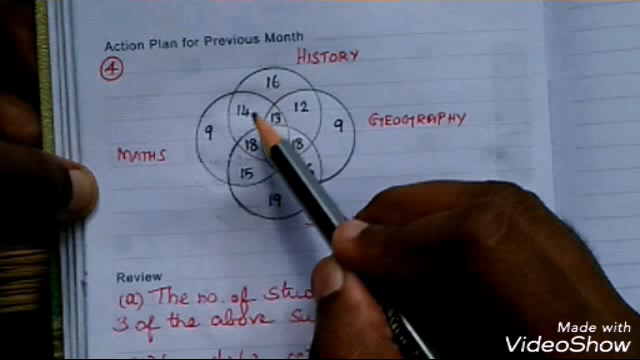 Action Plan for Previous Month
④
HISTORY
16
14
13
12
9
9
GEOGRAPHY
MATHS
18
18
15
19
Review
(a) The no. of
3 of the above
Made with
VideoShow